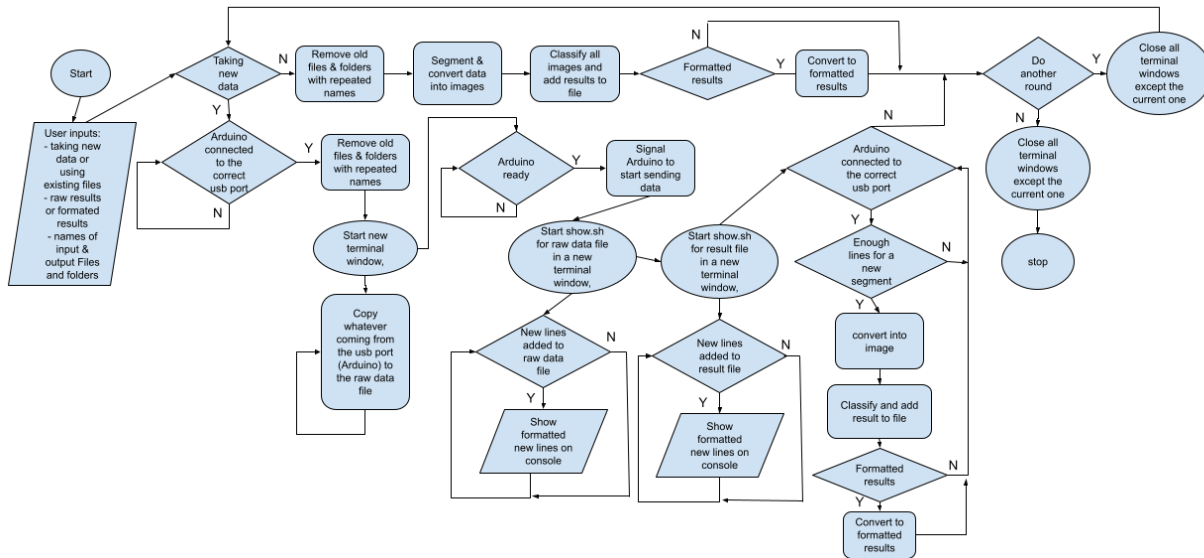 Start
User inputs:
- taking new
data or
using
existing files
- raw results
or formated
results
- names of
input &
output Files
and folders
Taking
new
data
N
Y
Remove old
files & folders
with repeated
names
Segment &
convert data
into images
Classify all
images and
add results to
file
Formatted
results
N
Y
Convert to
formatted
results
Do
another
round
Y
N
Close all
terminal
windows
except the
current one
Close all
terminal
windows
except the
current one
stop
Arduino
connected
to the
correct
usb port
Y
N
Remove old
files & folders
with repeated
names
Start new
terminal
window,
Copy
whatever
coming from
the usb port
(Arduino) to
the raw data
file
Arduino
ready
Y
N
Signal
Arduino to
start sending
data
Start show.sh
for raw data file
in a new
terminal
window,
New lines
added to
raw data
file
N
Y
Show
formatted
new lines on
console
Start show.sh
for result file
in a new
terminal
window,
New lines
added to
result file
N
Y
Show
formatted
new lines on
console
N
Arduino
connected to
the correct
usb port
Y
Enough
lines for a
new
segment
N
Y
convert into
image
Classify and add
result to file
Formatted
results
N
Y
Convert to
formatted
results